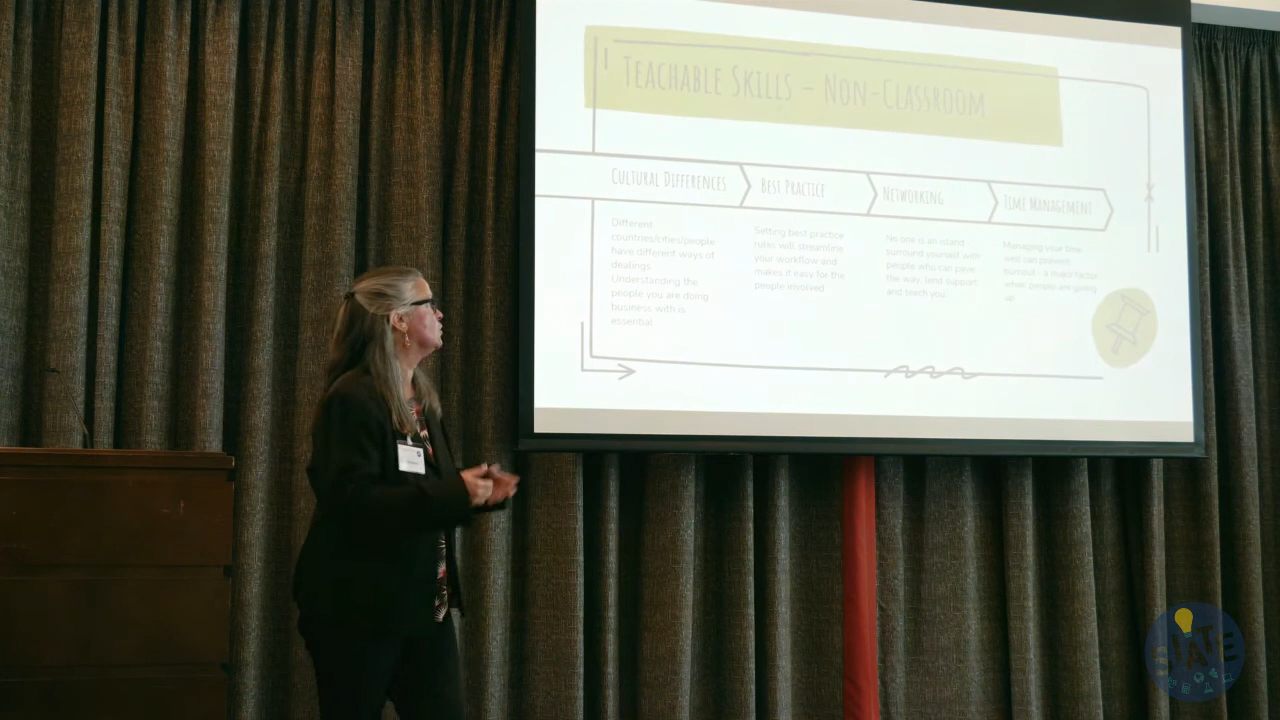 TEACHABLE SKILLS – NON-CLASSROOM
CULTURAL DIFFERENCES
Different
countries/cities/people
have different ways of
dealings.
Understanding the
people you are doing
business with is
essential.
BEST PRACTICE
Setting best practice
rules will streamline
your workflow and
makes it easy for the
people involved
NETWORKING
No one is an island
surround yourself with
people who can pave
the way, lend support
and teach you.
TIME MANAGEMENT
Managing your time
well can prevent
burnout - a major factor
when people are giving
up
STATE